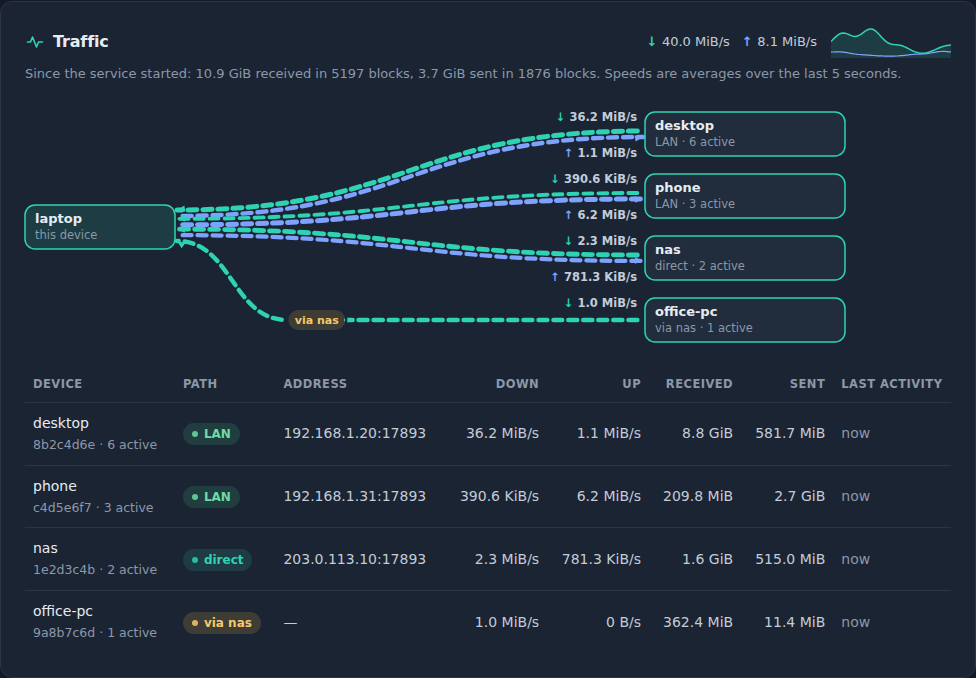 Traffic
↓ 40.0 MiB/s ↑ 8.1 MiB/s
Since the service started: 10.9 GiB received in 5197 blocks, 3.7 GiB sent in 1876 blocks. Speeds are averages over the last 5 seconds.
↓ 36.2 MiB/s
↑ 1.1 MiB/s
desktop
LAN · 6 active
↓ 390.6 KiB/s
↑ 6.2 MiB/s
phone
LAN · 3 active
laptop
this device
↓ 2.3 MiB/s
↑ 781.3 KiB/s
nas
direct · 2 active
↓ 1.0 MiB/s
via nas
office-pc
via nas · 1 active
DEVICE PATH ADDRESS DOWN UP RECEIVED SENT LAST ACTIVITY
desktop
8b2c4d6e · 6 active
LAN 192.168.1.20:17893 36.2 MiB/s 1.1 MiB/s 8.8 GiB 581.7 MiB now
phone
c4d5e6f7 · 3 active
LAN 192.168.1.31:17893 390.6 KiB/s 6.2 MiB/s 209.8 MiB 2.7 GiB now
nas
1e2d3c4b · 2 active
direct 203.0.113.10:17893 2.3 MiB/s 781.3 KiB/s 1.6 GiB 515.0 MiB now
office-pc
9a8b7c6d · 1 active
via nas — 1.0 MiB/s 0 B/s 362.4 MiB 11.4 MiB now